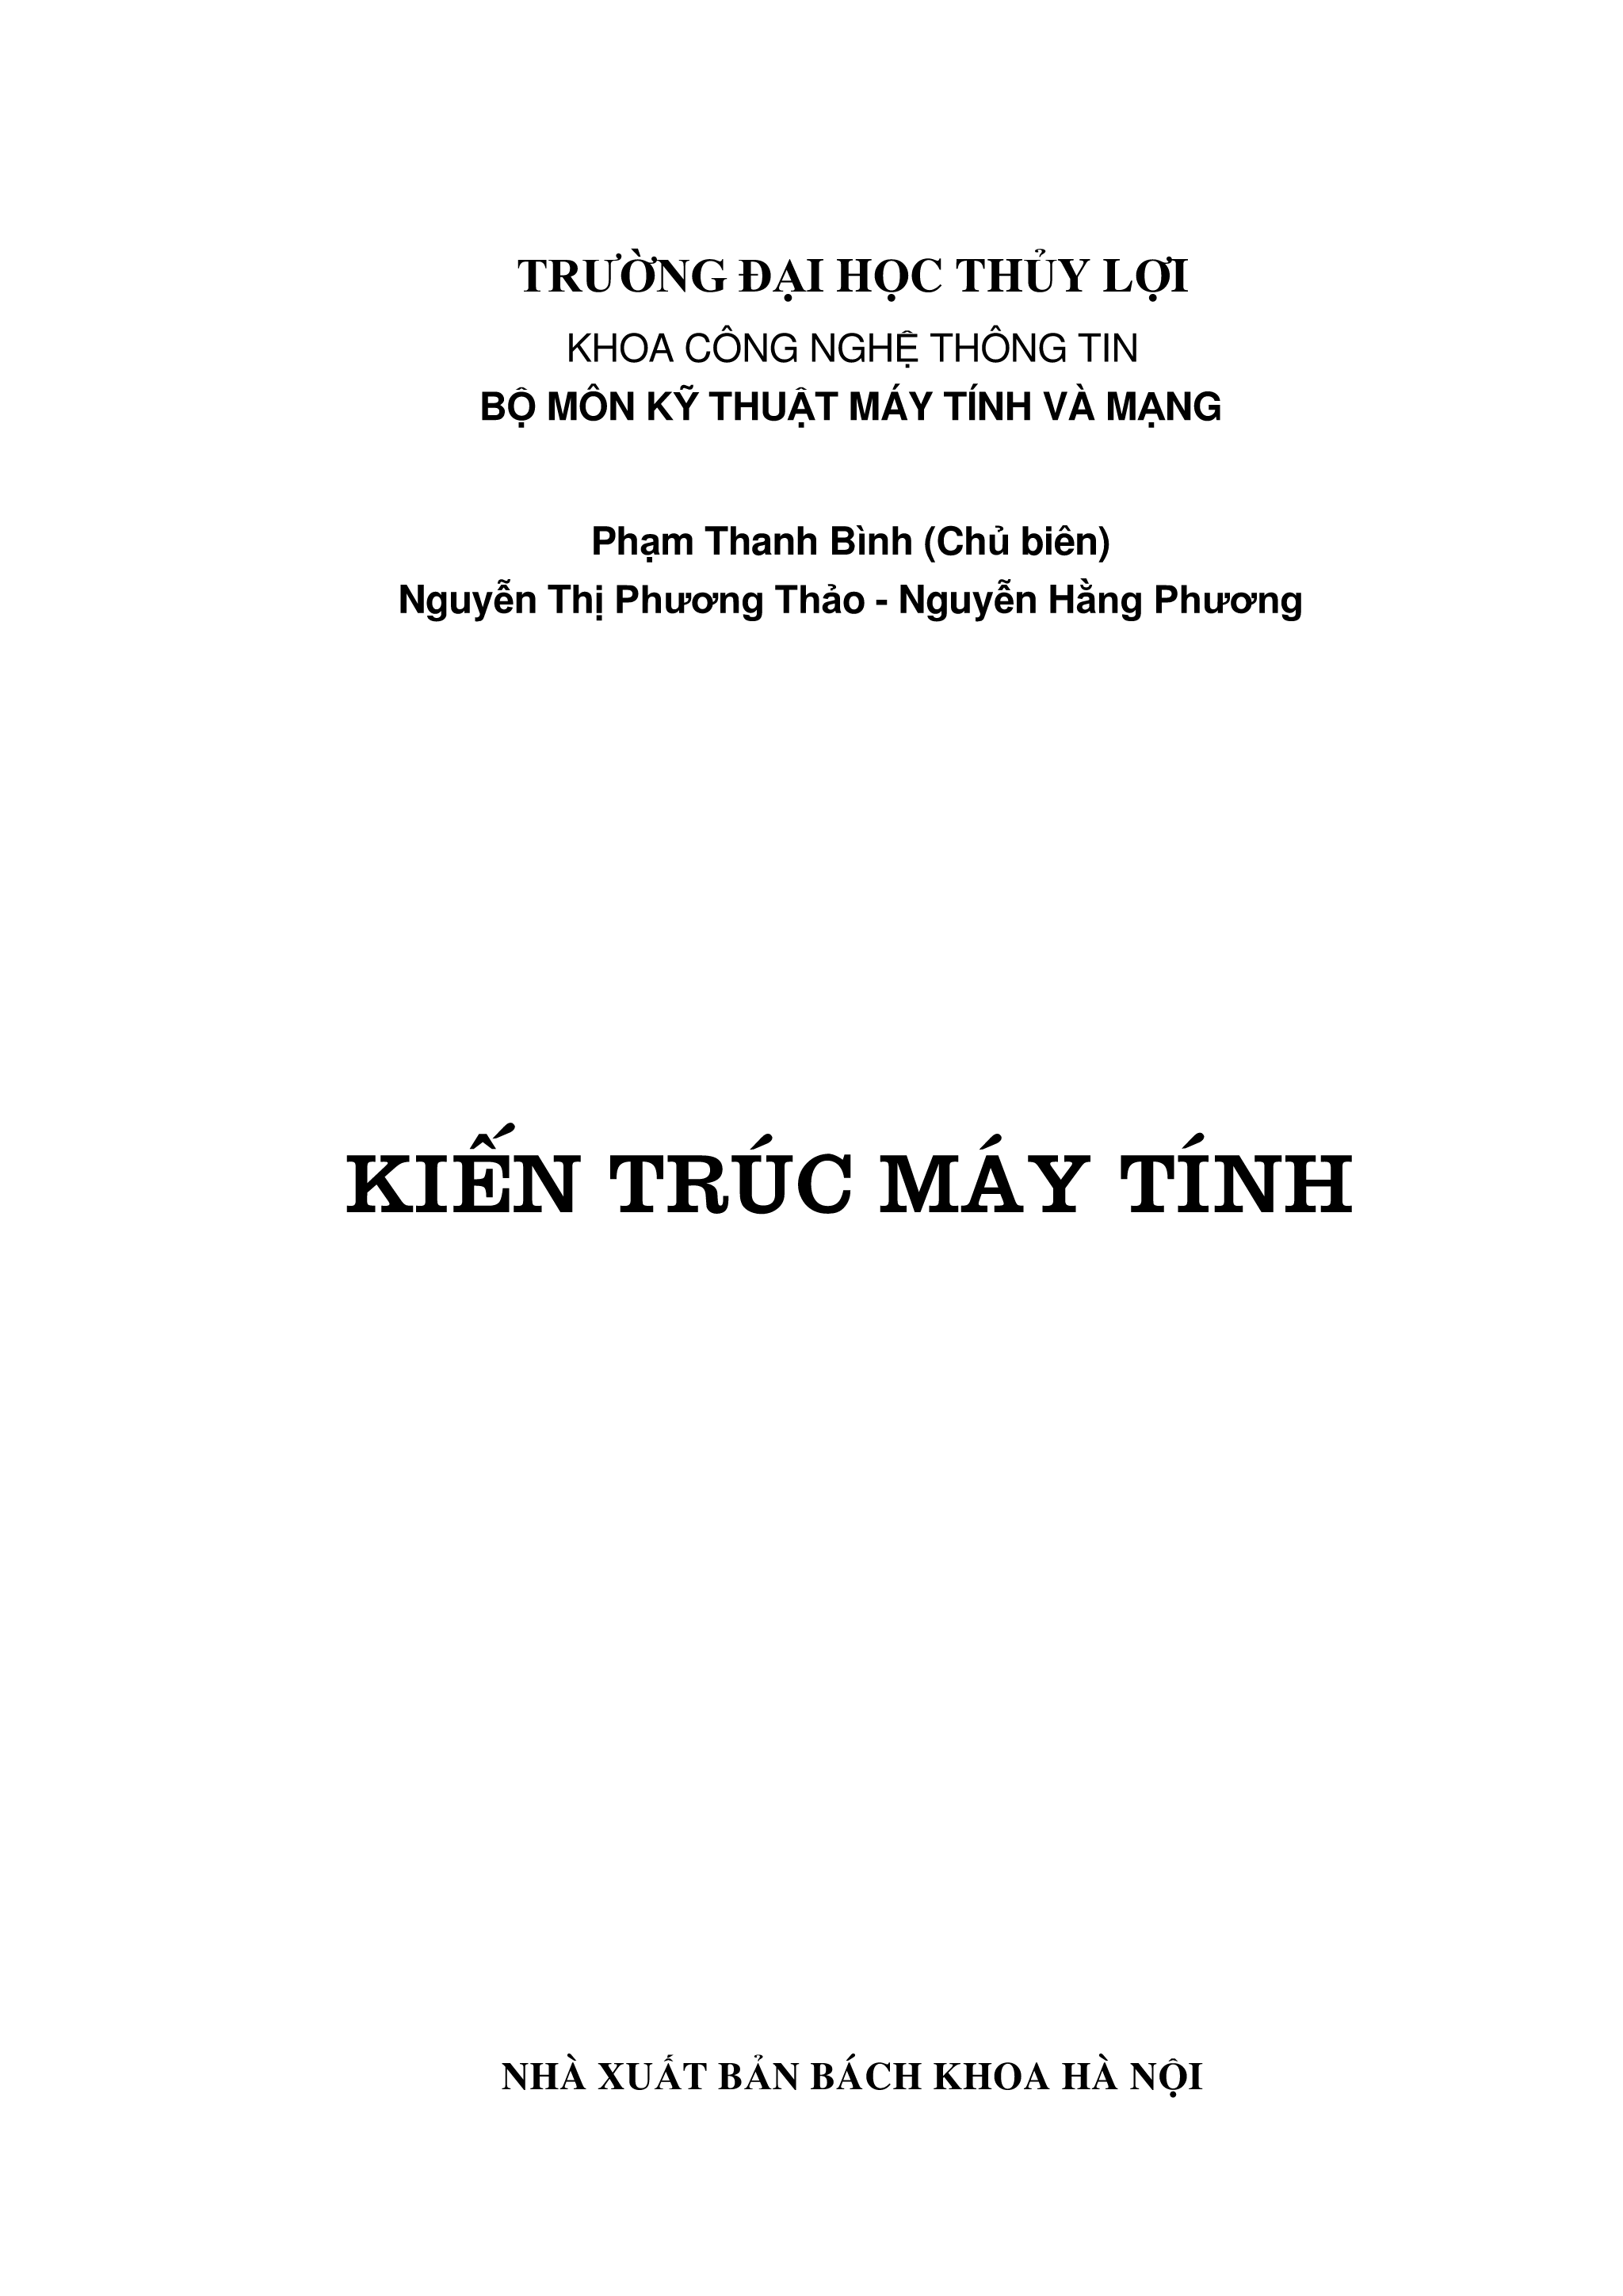 TRƯỜNG ĐẠI HỌC THỦY LỢI
KHOA CÔNG NGHỆ THÔNG TIN
BỘ MÔN KỸ THUẬT MÁY TÍNH VÀ MẠNG
Phạm Thanh Bình (Chủ biên)
Nguyễn Thị Phương Thảo - Nguyễn Hằng Phương
KIẾN TRÚC MÁY TÍNH
NHÀ XUẤT BẢN BÁCH KHOA HÀ NỘI